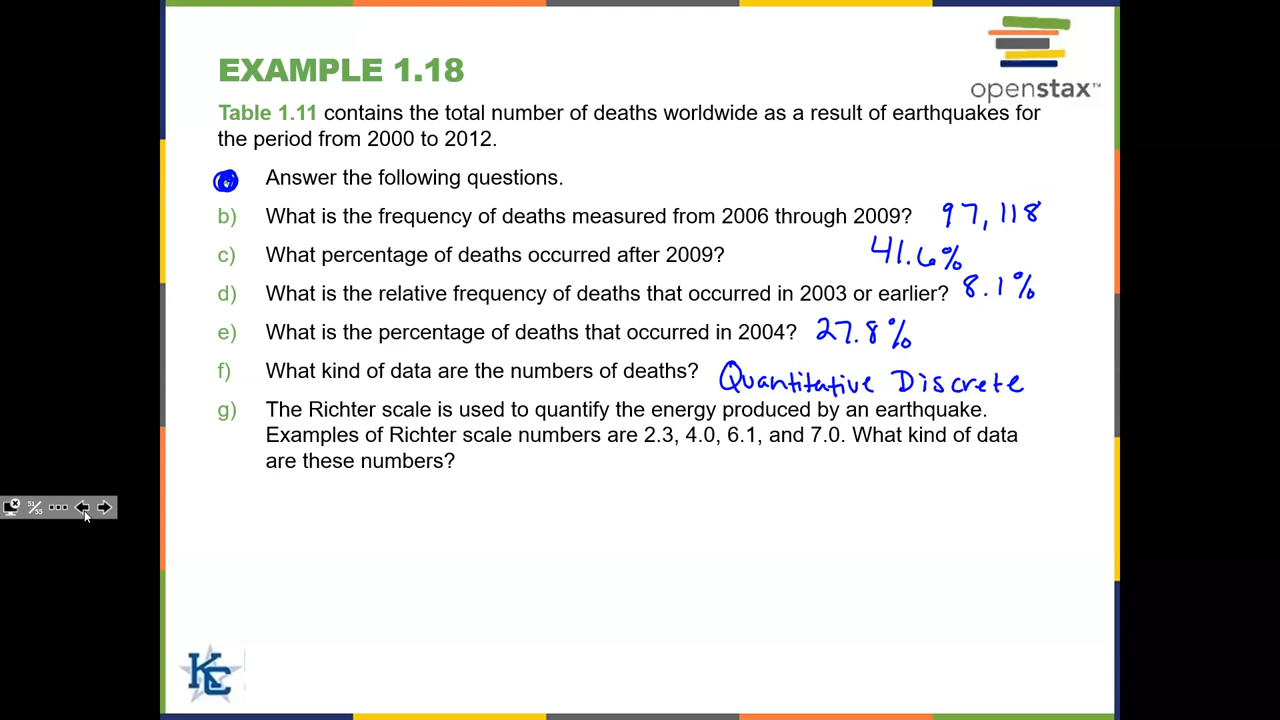 EXAMPLE 1.18
openstax™
Table 1.11 contains the total number of deaths worldwide as a result of earthquakes for
the period from 2000 to 2012.
Answer the following questions.
b) What is the frequency of deaths measured from 2006 through 2009? 97,118
c) What percentage of deaths occurred after 2009? 41.6%
d) What is the relative frequency of deaths that occurred in 2003 or earlier? 8.1%
e) What is the percentage of deaths that occurred in 2004? 27.8%
f) What kind of data are the numbers of deaths? Quantitative Discrete
g) The Richter scale is used to quantify the energy produced by an earthquake.
Examples of Richter scale numbers are 2.3, 4.0, 6.1, and 7.0. What kind of data
are these numbers?
51/55
KC